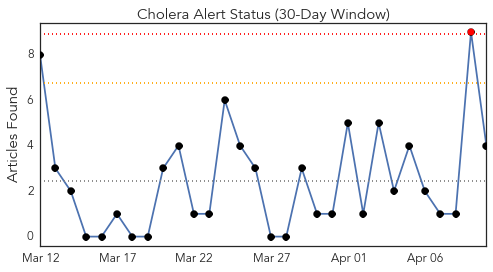 Cholera Alert Status (30-Day Window)
Articles Found
8
6
4
2
0
Mar 12 Mar 17 Mar 22 Mar 27 Apr 01 Apr 06